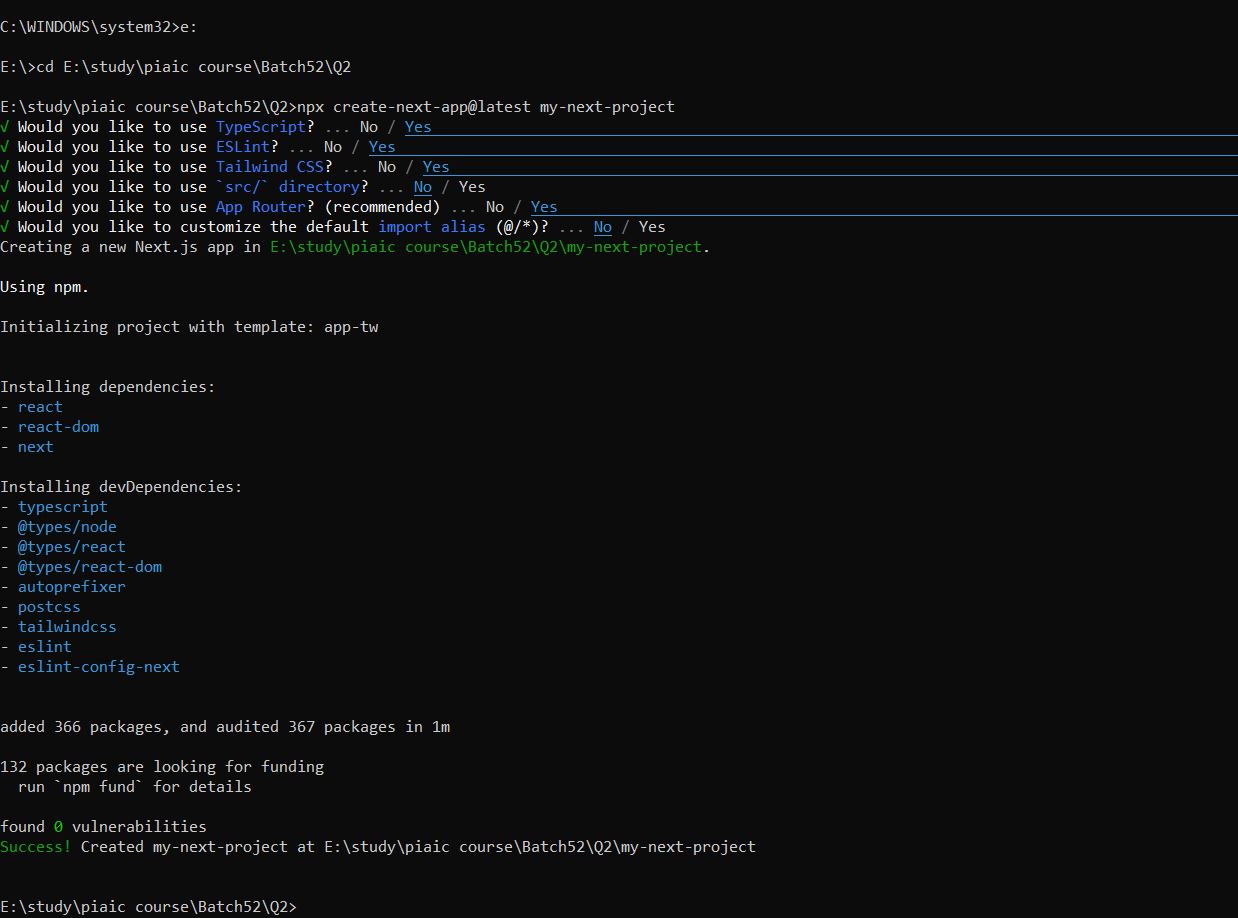 C:\WINDOWS\system32>e:
E:\>cd E:\study\piaic course\Batch52\Q2
E:\study\piaic course\Batch52\Q2>npx create-next-app@latest my-next-project
√ Would you like to use TypeScript? ... No / Yes
√ Would you like to use ESLint? ... No / Yes
√ Would you like to use Tailwind CSS? ... No / Yes
√ Would you like to use `src/` directory? ... No / Yes
√ Would you like to use App Router? (recommended) ... No / Yes
√ Would you like to customize the default import alias (@/*)? ... No / Yes
Creating a new Next.js app in E:\study\piaic course\Batch52\Q2\my-next-project.
Using npm.
Initializing project with template: app-tw
Installing dependencies:
- react
- react-dom
- next
Installing devDependencies:
- typescript
- @types/node
- @types/react
- @types/react-dom
- autoprefixer
- postcss
- tailwindcss
- eslint
- eslint-config-next
added 366 packages, and audited 367 packages in 1m
132 packages are looking for funding
run `npm fund` for details
found 0 vulnerabilities
Success! Created my-next-project at E:\study\piaic course\Batch52\Q2\my-next-project
E:\study\piaic course\Batch52\Q2>